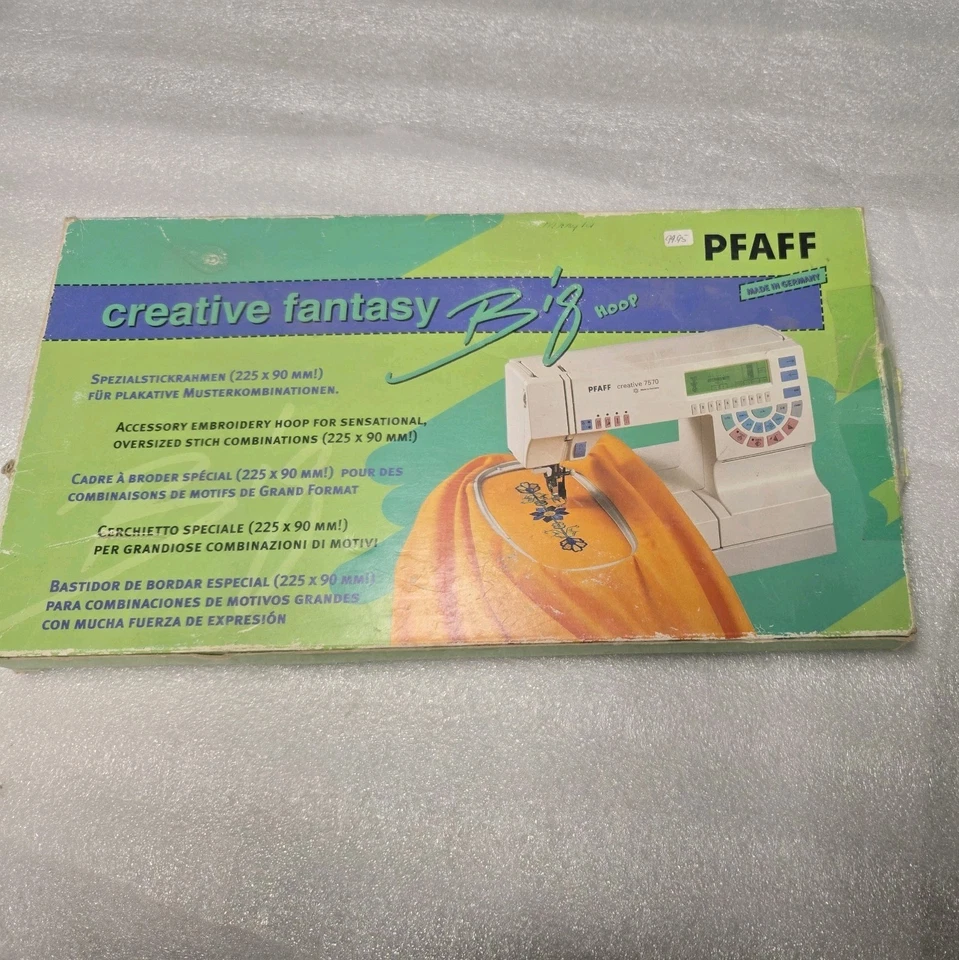 99.95
PFAFF
MADE IN GERMANY
creative fantasy Big HOOP
SPEZIALSTICKRAHMEN (225 X 90 MM!)
FÜR PLAKATIVE MUSTERKOMBINATIONEN.
ACCESSORY EMBROIDERY HOOP FOR SENSATIONAL,
OVERSIZED STICH COMBINATIONS (225 X 90 MM!)
CADRE À BRODER SPÉCIAL (225 X 90 MM!) POUR DES
COMBINAISONS DE MOTIFS DE GRAND FORMAT
CERCHIETTO SPECIALE (225 X 90 MM!)
PER GRANDIOSE COMBINAZIONI DI MOTIVI
BASTIDOR DE BORDAR ESPECIAL (225 X 90 MM!)
PARA COMBINACIONES DE MOTIVOS GRANDES
CON MUCHA FUERZA DE EXPRESIÓN
PFAFF creative 7570